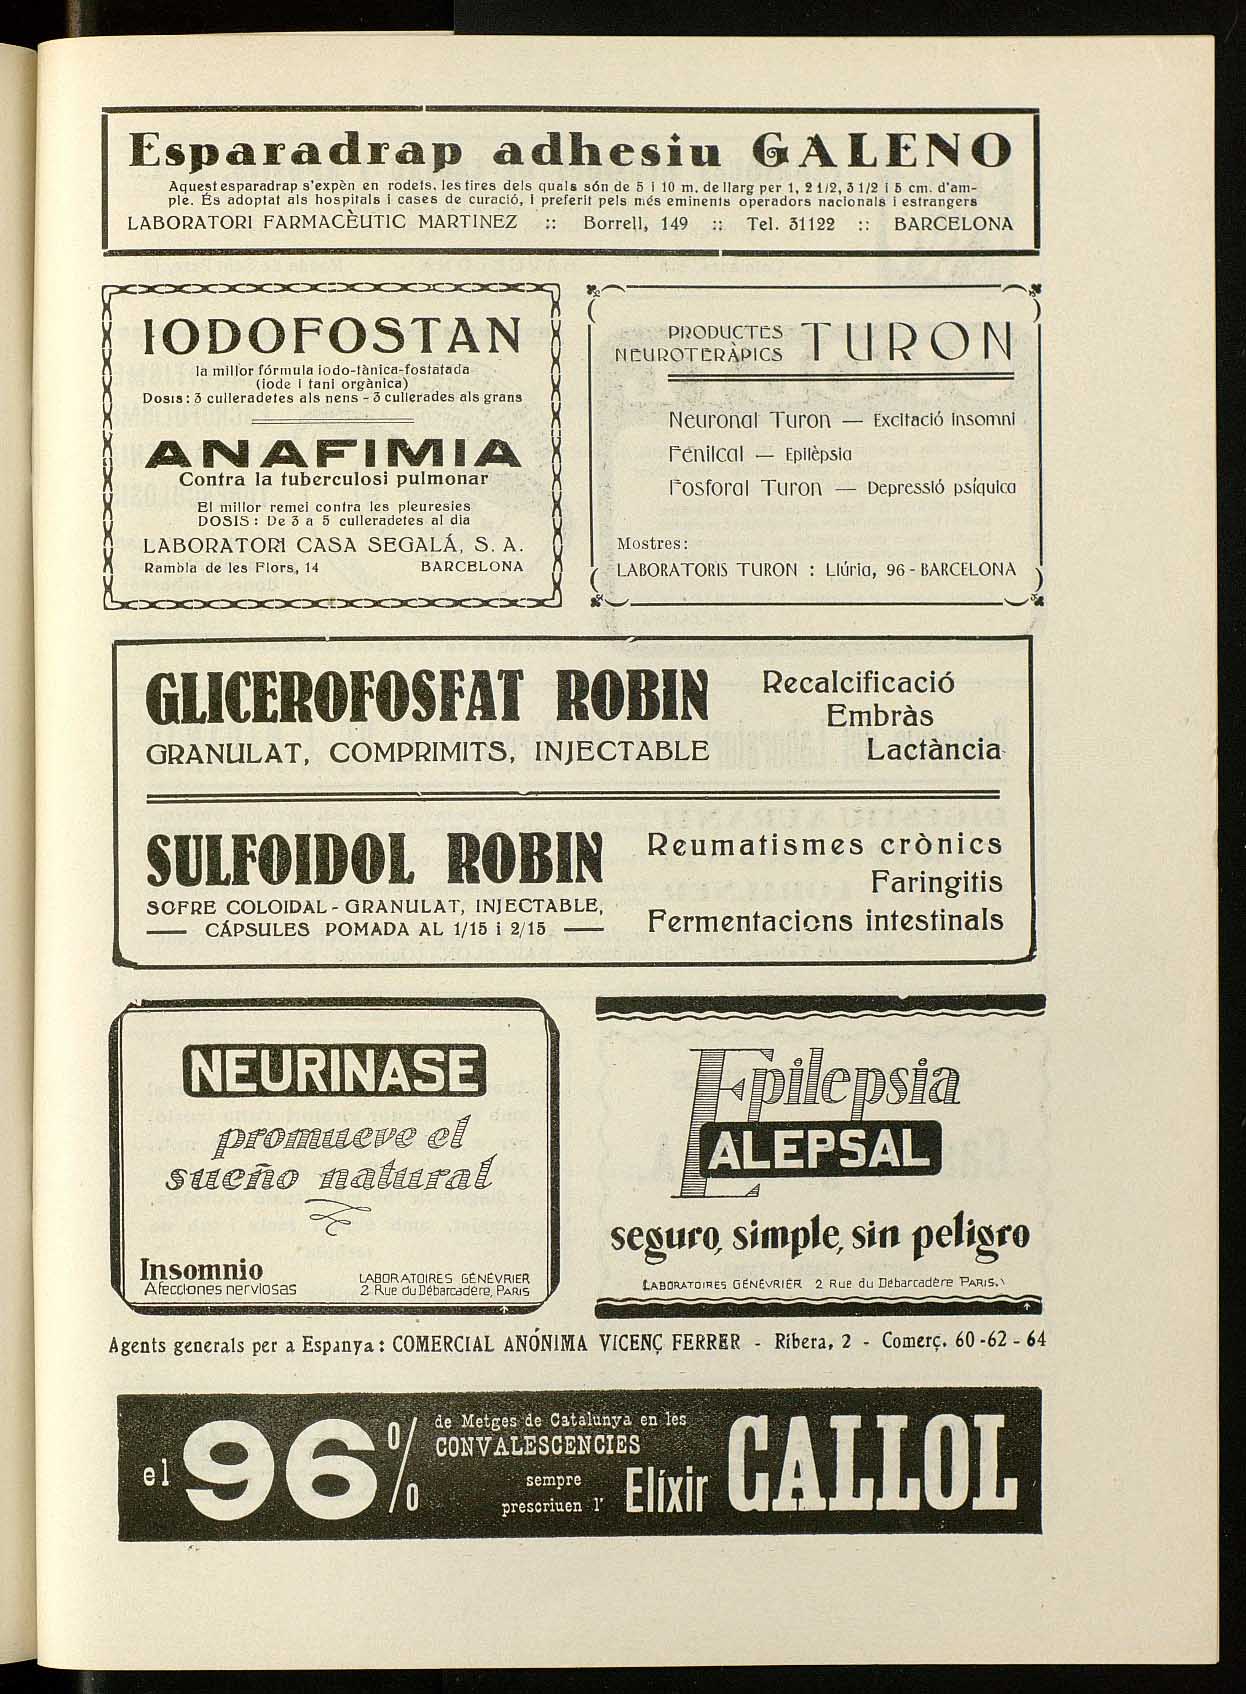 Esparadrap adhesiu GALENO
Aquest esparadrap s'expèn en rodets, les tires dels quals són de 5 i 10 m. de llarg per 1, 2 1/2, 3 1/2 i 5 cm. d'am-
ple. És adoptat als hospitals i cases de curació, i preferit pels més eminents operadors nacionals i estrangers
LABORATORI FARMACÈUTIC MARTINEZ :: Borrell, 149 :: Tel. 31122 :: BARCELONA
IODOFOSTAN
la millor fórmula iodo-tànica-fosfatada
(iode i taní orgànica)
Dosis: 3 culleradetes als nens - 3 cullerades als grans
ANAFIMIA
Contra la tuberculosi pulmonar
El millor remei contra les pleuresies
DOSIS: De 3 a 5 culleradetes al dia
LABORATORI CASA SEGALÁ, S. A.
Rambla de les Flors, 14 BARCELONA
PRODUCTES
NEUROTERÀPICS TURON
Neuronal Turon — Excitació insomni
Fenilcal — Epilèpsia
Fosforal Turon — Depressió psíquica
Mostres:
LABORATORIS TURON : Llúria, 96 - BARCELONA
GLICEROFOSFAT ROBIN
GRANULAT, COMPRIMITS, INJECTABLE
Recalcificació
Embràs
Lactància
SULFOIDOL ROBIN
SOFRE COLOIDAL - GRANULAT, INJECTABLE,
— CÁPSULES POMADA AL 1/15 i 2/15 —
Reumatismes crònics
Faringitis
Fermentacions intestinals
NEURINASE
promueve el
sueño natural
Insomnio
Afecciones nerviosas
LABORATOIRES GÉNÉVRIER
2 Rue du Débarcadère, PARIS
Epilepsia
ALEPSAL
seguro, simple, sin peligro
LABORATOIRES GÉNÉVRIER 2 Rue du Débarcadère PARIS.
Agents generals per a Espanya: COMERCIAL ANÓNIMA VICENÇ FERRER - Ribera, 2 - Comerç. 60-62-64
el 96%
de Metges de Catalunya en les
CONVALESCENCIES
sempre
prescriuen l'
Elíxir CALLOL